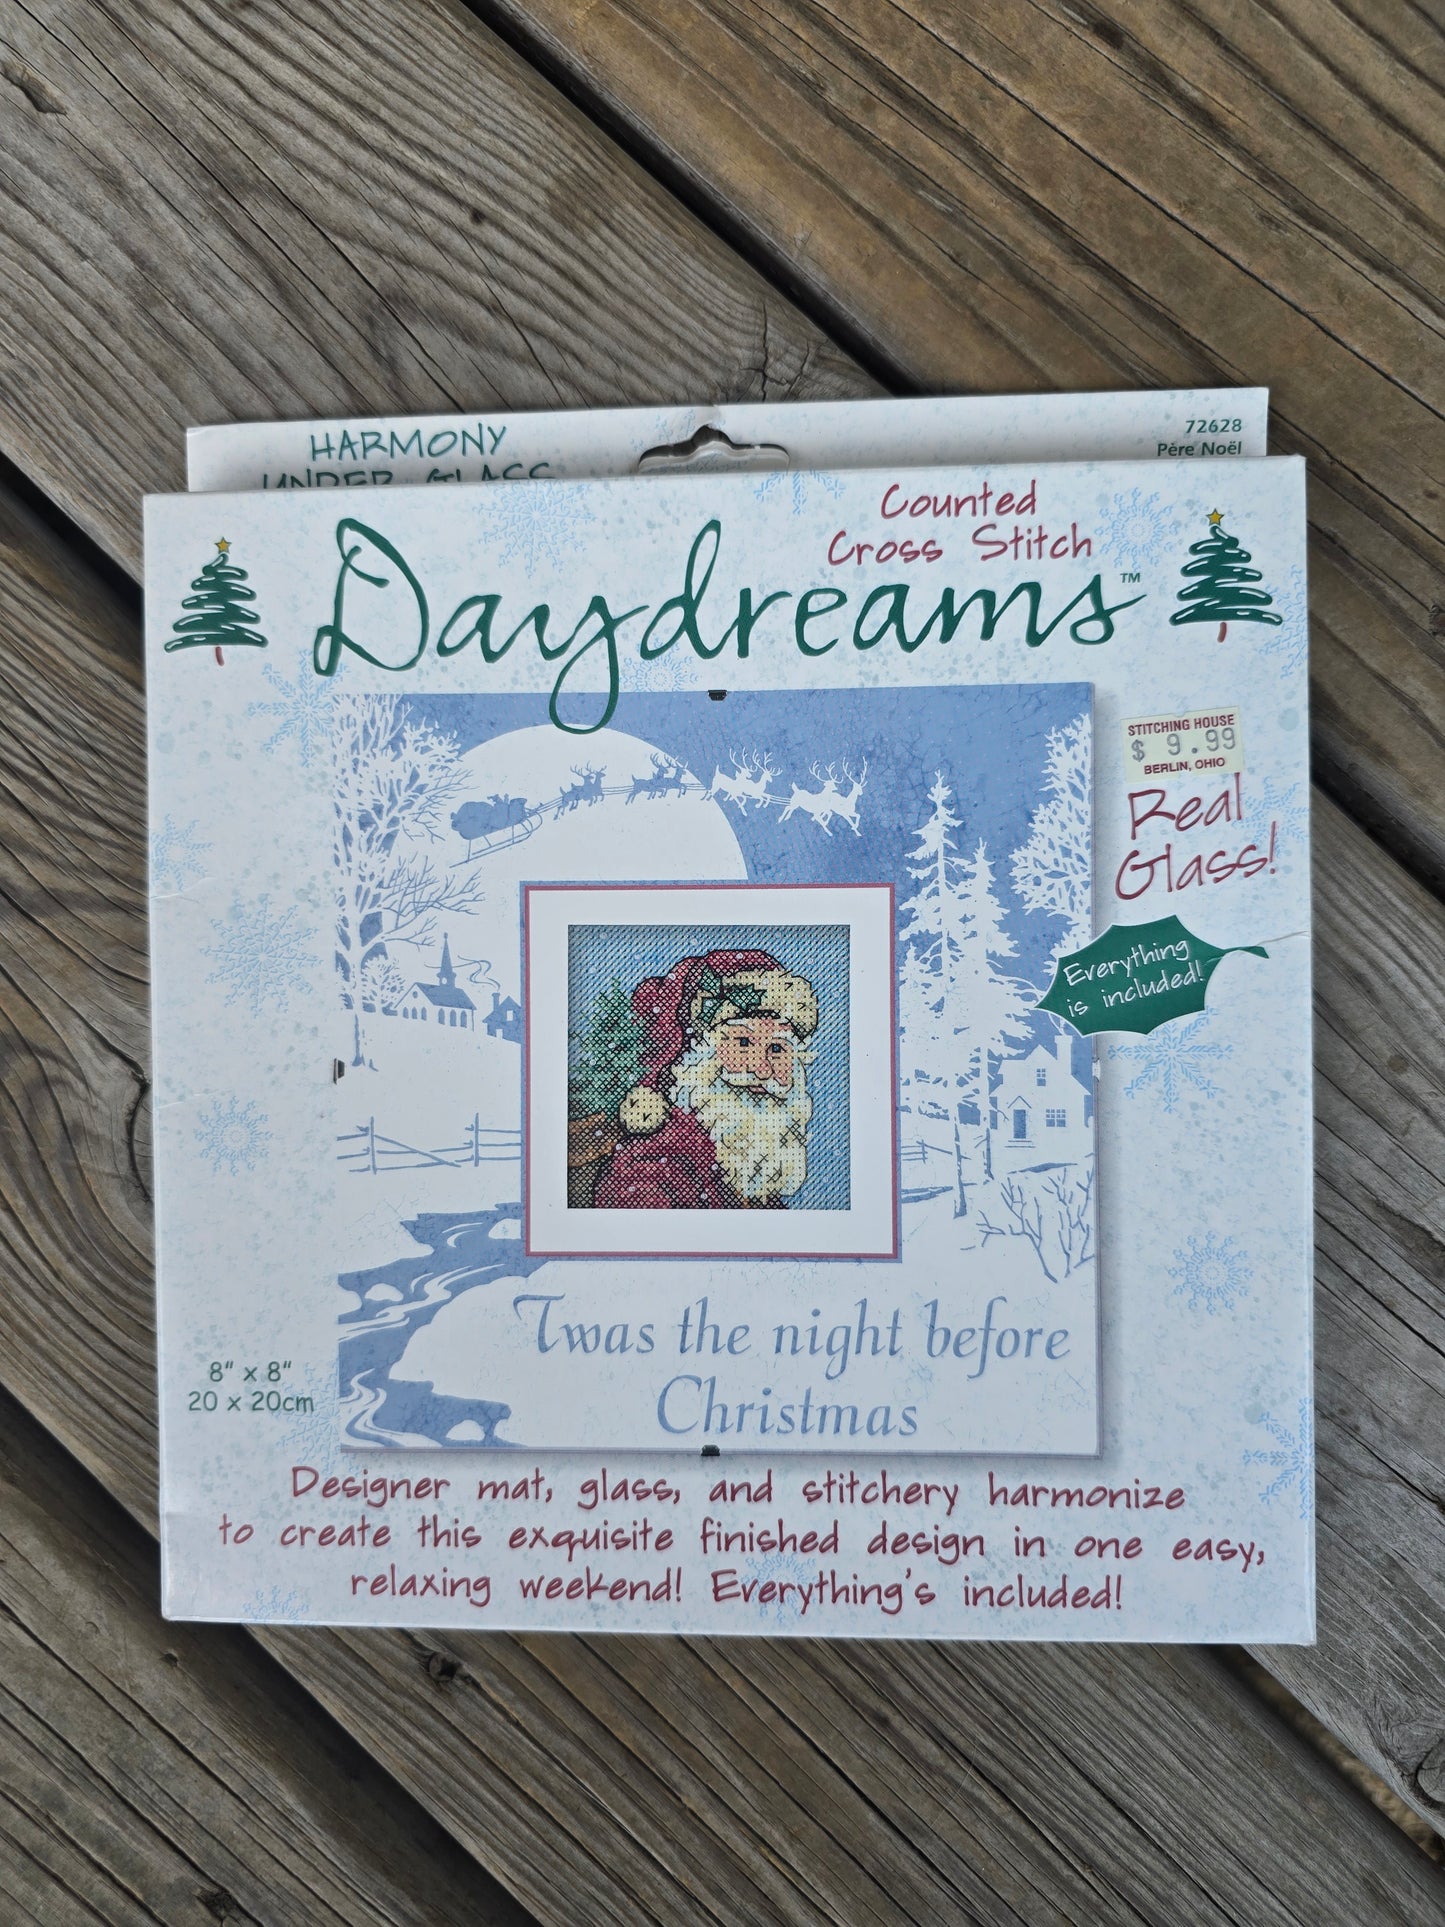 HARMONY
UNDER GLASS
72628
Père Noël
Counted
Cross Stitch
Daydreams™
STITCHING HOUSE
$ 9.99
BERLIN, OHIO
Real
Glass!
Everything
is included!
'Twas the night before
Christmas
8" x 8"
20 x 20cm
Designer mat, glass, and stitchery harmonize
to create this exquisite finished design in one easy,
relaxing weekend! Everything's included!